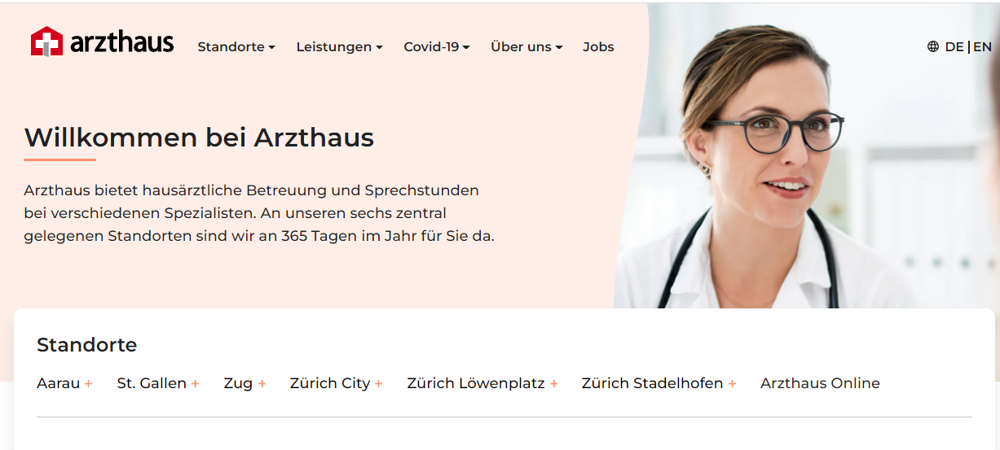 arzthaus Standorte Leistungen Covid-19 Über uns Jobs DE | EN
Willkommen bei Arzthaus
Arzthaus bietet hausärztliche Betreuung und Sprechstunden
bei verschiedenen Spezialisten. An unseren sechs zentral
gelegenen Standorten sind wir an 365 Tagen im Jahr für Sie da.
Standorte
Aarau + St. Gallen + Zug + Zürich City + Zürich Löwenplatz + Zürich Stadelhofen + Arzthaus Online